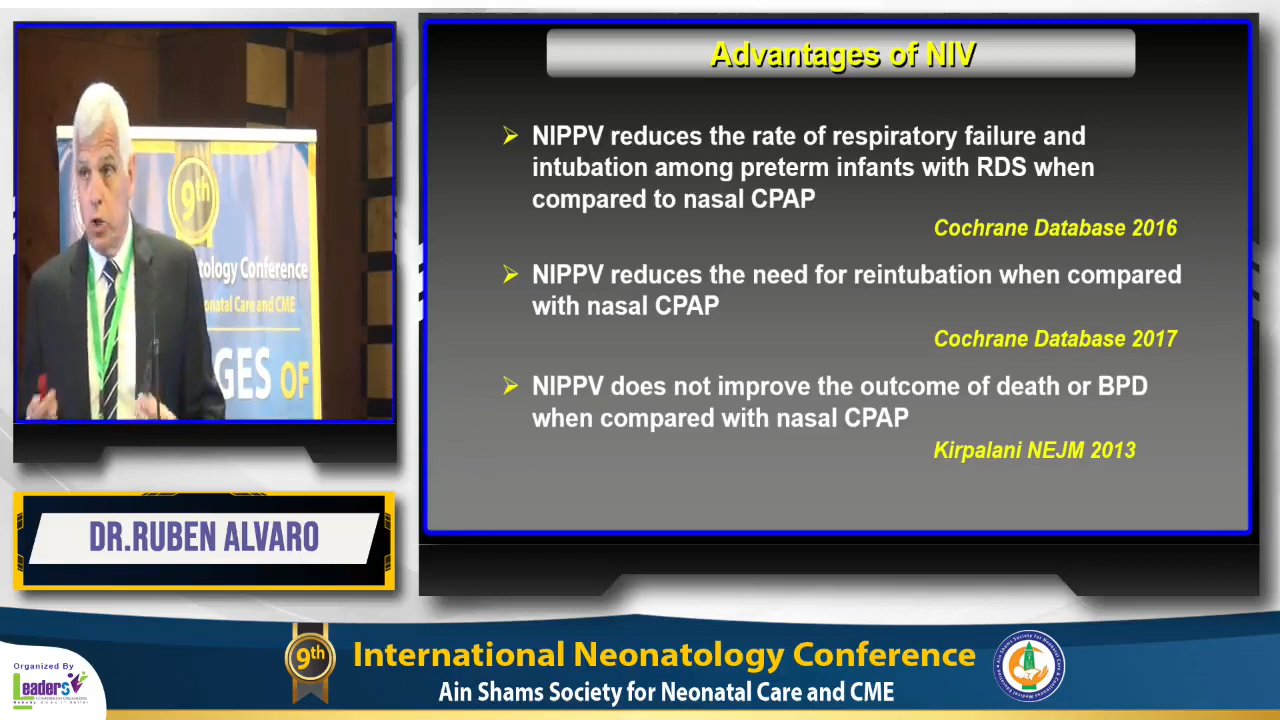 Advantages of NIV
NIPPV reduces the rate of respiratory failure and
intubation among preterm infants with RDS when
compared to nasal CPAP
Cochrane Database 2016
NIPPV reduces the need for reintubation when compared
with nasal CPAP
Cochrane Database 2017
NIPPV does not improve the outcome of death or BPD
when compared with nasal CPAP
Kirpalani NEJM 2013
9th
tology Conference
onatal Care and CME
GES OF
DR.RUBEN ALVARO
9th
International Neonatology Conference
Ain Shams Society for Neonatal Care and CME
Organized By
Leaders